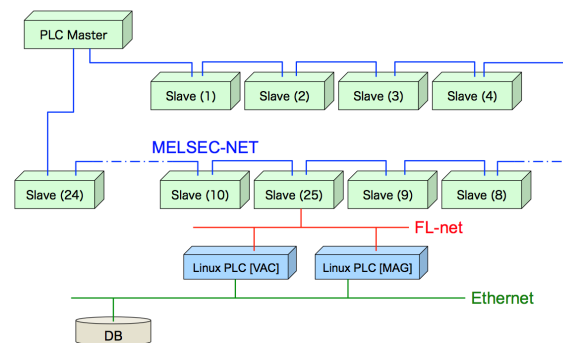 PLC Master
Slave (1)
Slave (2)
Slave (3)
Slave (4)
MELSEC-NET
Slave (24)
Slave (10)
Slave (25)
Slave (9)
Slave (8)
FL-net
Linux PLC [VAC]
Linux PLC [MAG]
Ethernet
DB